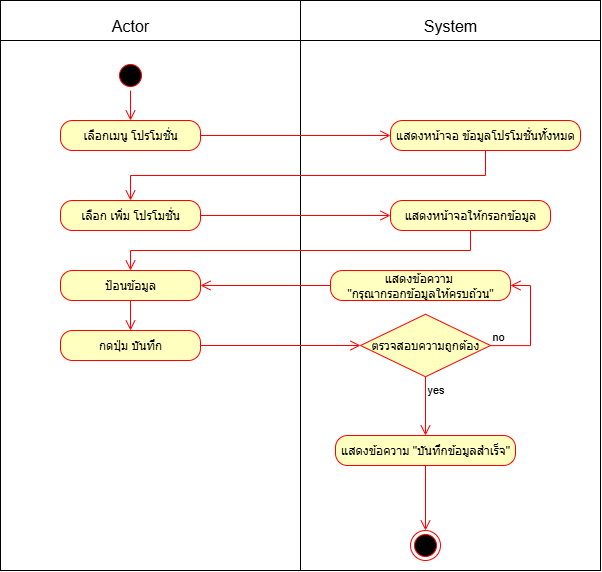 Actor
System
เลือกเมนู โปรโมชั่น
แสดงหน้าจอ ข้อมูลโปรโมชั่นทั้งหมด
เลือก เพิ่ม โปรโมชั่น
แสดงหน้าจอให้กรอกข้อมูล
ป้อนข้อมูล
แสดงข้อความ
"กรุณากรอกข้อมูลให้ครบถ้วน"
กดปุ่ม บันทึก
ตรวจสอบความถูกต้อง
no
yes
แสดงข้อความ "บันทึกข้อมูลสำเร็จ"